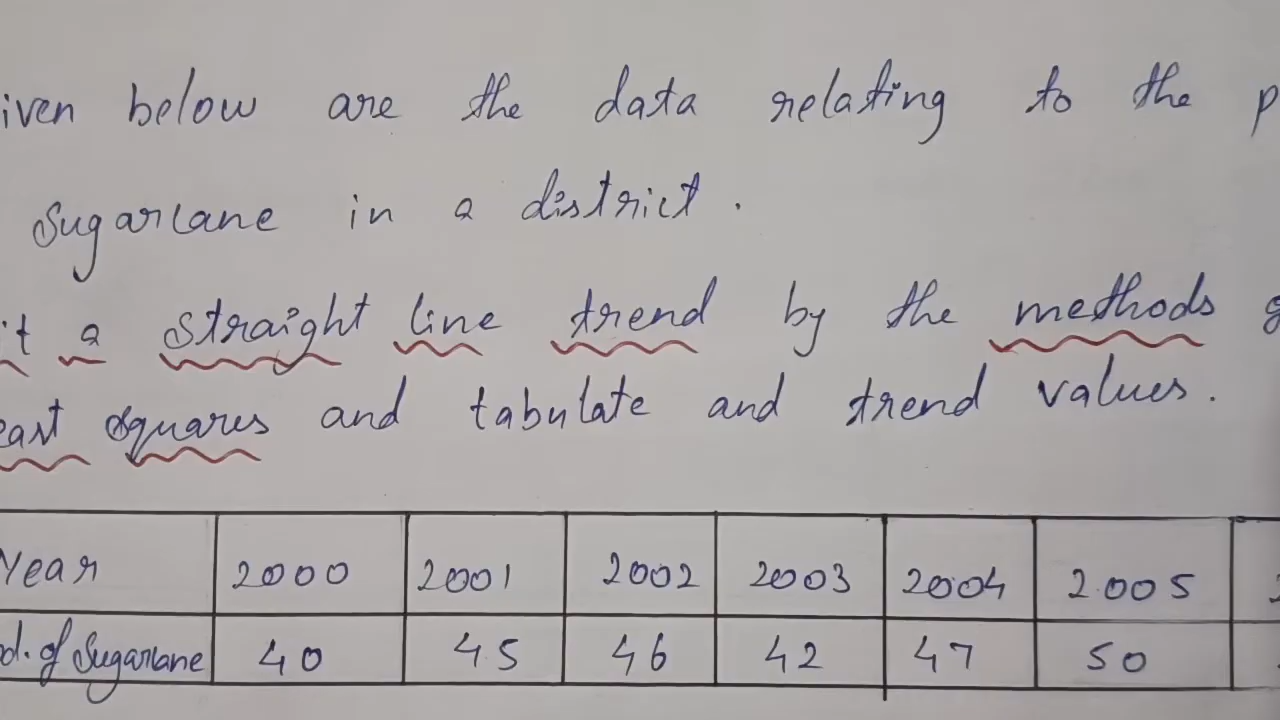 iven below are the data relating to the p
Sugarcane in a district.
it a straight line trend by the methods
east squares and tabulate and trend values.
Year 2000 2001 2002 2003 2004 2005
d. of Sugarcane 40 45 46 42 47 50